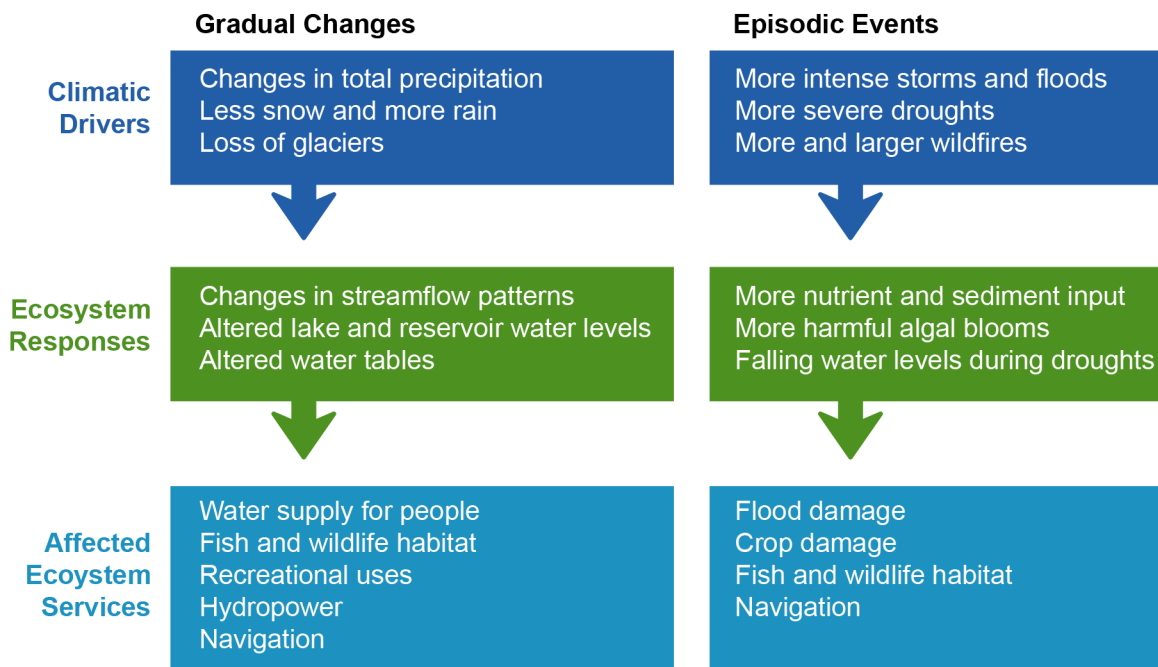 Gradual Changes
Episodic Events
Climatic
Drivers
Changes in total precipitation
Less snow and more rain
Loss of glaciers
More intense storms and floods
More severe droughts
More and larger wildfires
Ecosystem
Responses
Changes in streamflow patterns
Altered lake and reservoir water levels
Altered water tables
More nutrient and sediment input
More harmful algal blooms
Falling water levels during droughts
Affected
Ecoystem
Services
Water supply for people
Fish and wildlife habitat
Recreational uses
Hydropower
Navigation
Flood damage
Crop damage
Fish and wildlife habitat
Navigation